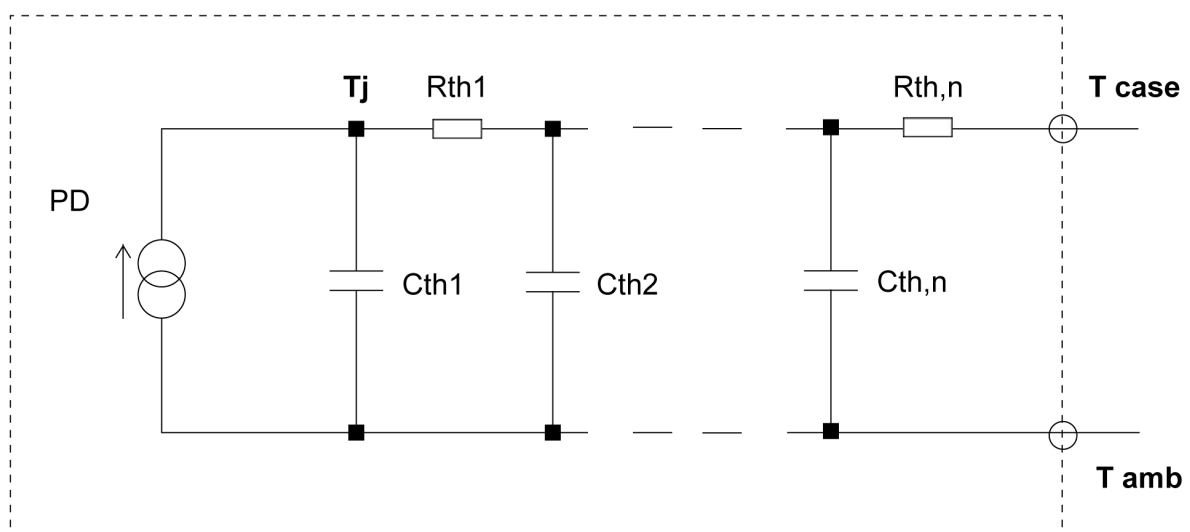 Tj
Rth1
Rth,n
T case
PD
Cth1
Cth2
Cth,n
T amb